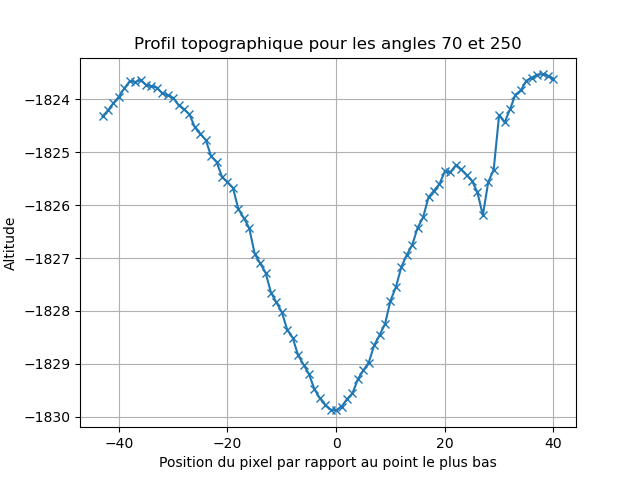 Profil topographique pour les angles 70 et 250
Altitude
−1824
−1825
−1826
−1827
−1828
−1829
−1830
−40 −20 0 20 40
Position du pixel par rapport au point le plus bas